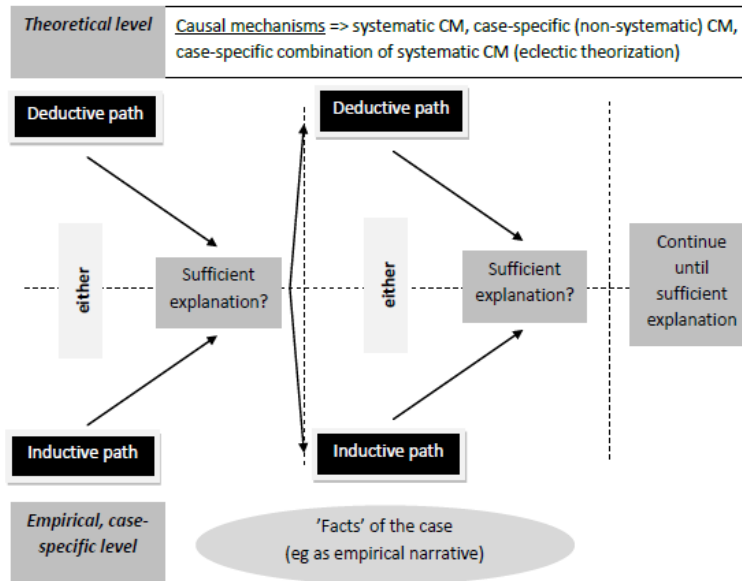 Theoretical level
Causal mechanisms => systematic CM, case-specific (non-systematic) CM,
case-specific combination of systematic CM (eclectic theorization)
Deductive path
Deductive path
either
Sufficient
explanation?
either
Sufficient
explanation?
Continue
until
sufficient
explanation
Inductive path
Inductive path
Empirical, case-
specific level
’Facts’ of the case
(eg as empirical narrative)